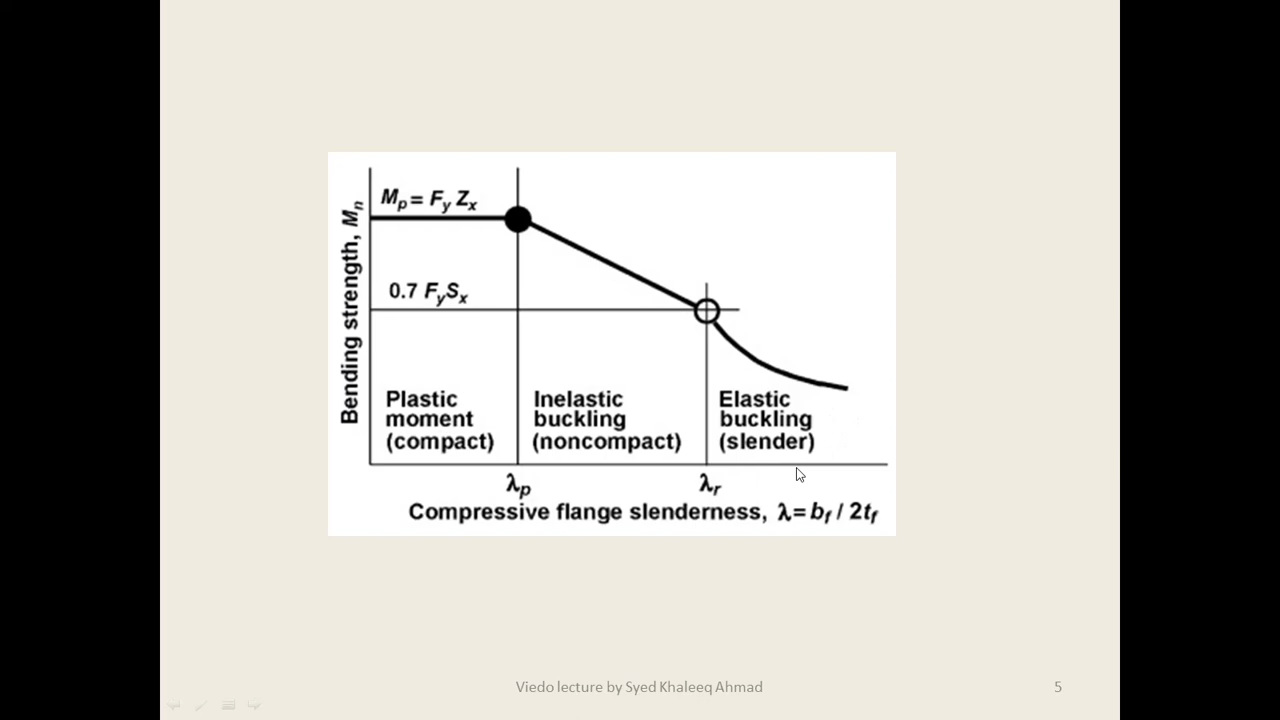 Bending strength, Mn
Mp = Fy Zx
0.7 FySx
Plastic
moment
(compact)
Inelastic
buckling
(noncompact)
Elastic
buckling
(slender)
λp
λr
Compressive flange slenderness, λ = bf / 2tf
Viedo lecture by Syed Khaleeq Ahmad
5